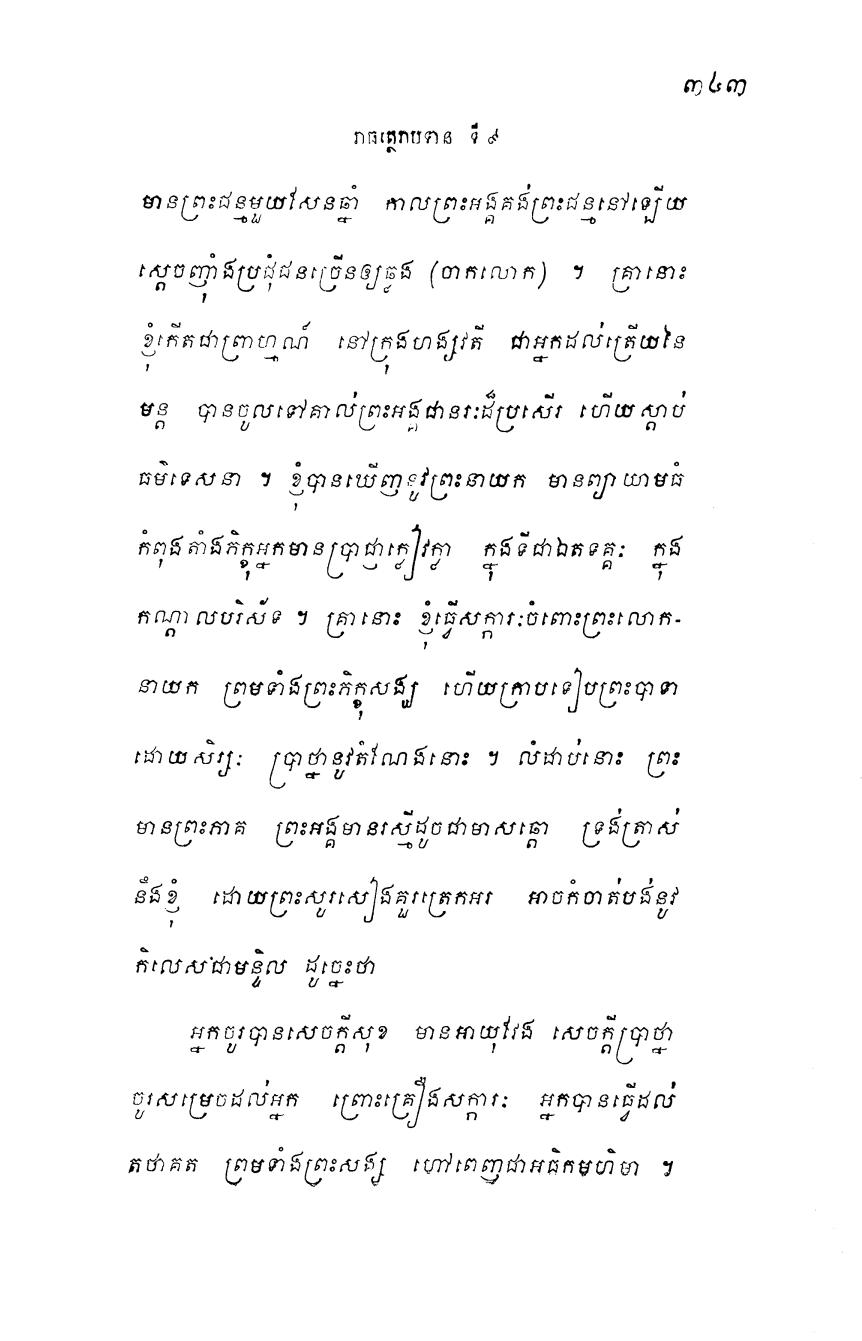 ៣៤៣
រាធត្ថេរាបទាន ទី ៩
មានព្រះជន្មមួយសែនឆ្នាំ កាលព្រះអង្គគង់ព្រះជន្មនៅឡើយ
ស្តេចញ៉ាំងប្រជុំជនច្រើនឲ្យឆ្លង (ចាកលោក) ។ គ្រានោះ
ខ្ញុំកើតជាព្រាហ្មណ៍ នៅក្រុងហង្សវតី ជាអ្នកដល់ត្រើយនៃ
មន្ត បានចូលទៅគាល់ព្រះអង្គជានរៈដ៏ប្រសើរ ហើយស្តាប់
ធម៌ទេសនា ។ ខ្ញុំបានឃើញនូវព្រះនាយក មានព្យាយាមធំ
កំពុងតាំងភិក្ខុអ្នកមានប្រាជ្ញាក្លៀវក្លា ក្នុងទីជាឯតទគ្គៈ ក្នុង
កណ្តាលបរិស័ទ ។ គ្រានោះ ខ្ញុំធ្វើសក្ការៈចំពោះព្រះលោក-
នាយក ព្រមទាំងព្រះភិក្ខុសង្ឃ ហើយក្រាបទៀបព្រះបាទា
ដោយសិរ្សៈ ប្រាថ្នានូវតំណែងនោះ ។ លំដាប់នោះ ព្រះ
មានព្រះភាគ ព្រះអង្គមានរស្មីដូចជាមាសឆ្តោ ទ្រង់ត្រាស់
នឹងខ្ញុំ ដោយព្រះសូរសៀងគួរត្រេកអរ អាចកំចាត់បង់នូវ
កិលេសជាមន្ទិល ដូច្នេះថា
អ្នកចូរបានសេចក្តីសុខ មានអាយុវែង សេចក្តីប្រាថ្នា
ចូរសម្រេចដល់អ្នក ព្រោះគ្រឿងសក្ការៈ អ្នកបានធ្វើដល់
តថាគត ព្រមទាំងព្រះសង្ឃ ហៅពេញជាអធិកមហិមា ។